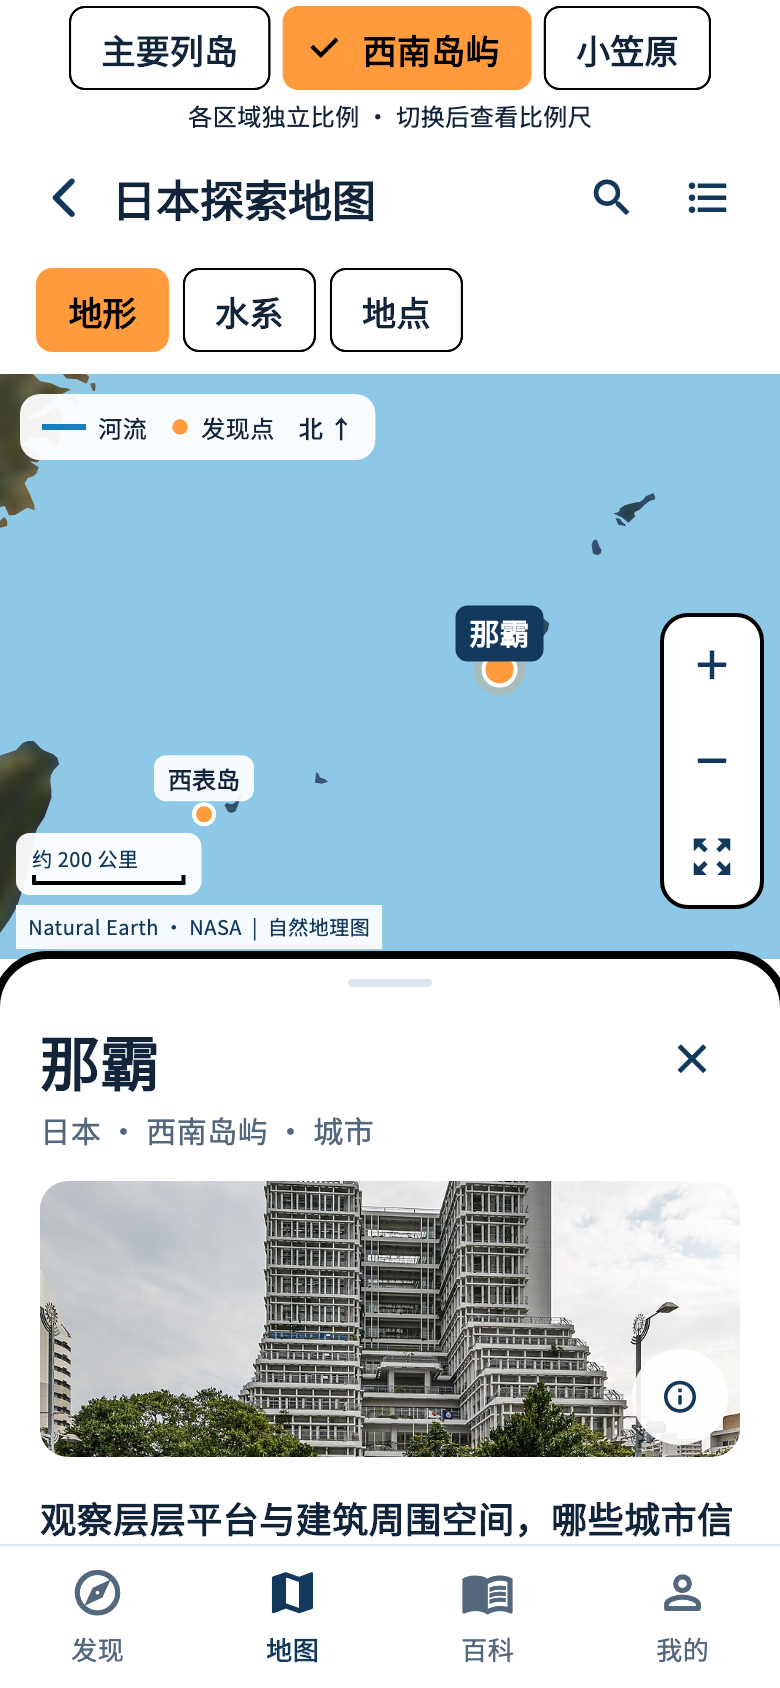 主要列岛
西南岛屿
小笠原
各区域独立比例 · 切换后查看比例尺
日本探索地图
地形
水系
地点
河流
发现点
北 ↑
那霸
西表岛
约 200 公里
Natural Earth · NASA | 自然地理图
那霸
日本 · 西南岛屿 · 城市
观察层层平台与建筑周围空间，哪些城市信
发现
地图
百科
我的